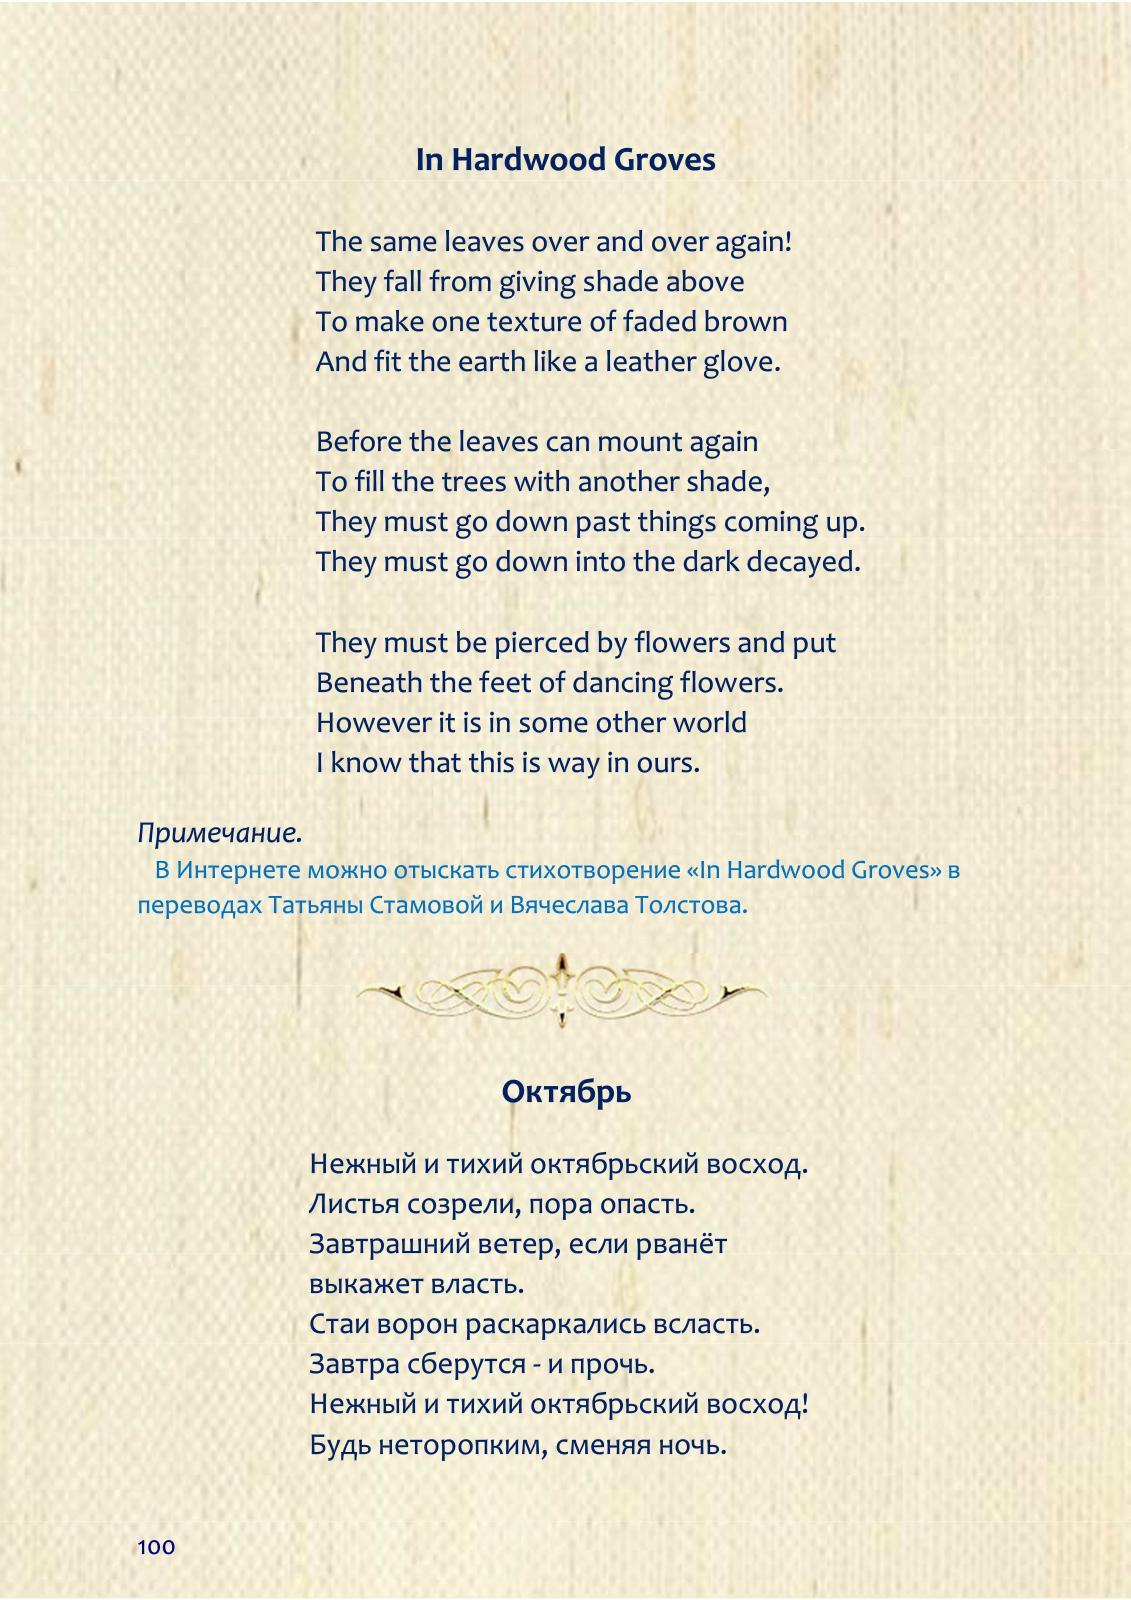 In Hardwood Groves
The same leaves over and over again!
They fall from giving shade above
To make one texture of faded brown
And fit the earth like a leather glove.
Before the leaves can mount again
To fill the trees with another shade,
They must go down past things coming up.
They must go down into the dark decayed.
They must be pierced by flowers and put
Beneath the feet of dancing flowers.
However it is in some other world
I know that this is way in ours.
Примечание.
В Интернете можно отыскать стихотворение «In Hardwood Groves» в
переводах Татьяны Стамовой и Вячеслава Толстова.
Октябрь
Нежный и тихий октябрьский восход.
Листья созрели, пора опасть.
Завтрашний ветер, если рванёт
выкажет власть.
Стаи ворон раскаркались всласть.
Завтра сберутся - и прочь.
Нежный и тихий октябрьский восход!
Будь неторопким, сменяя ночь.
100